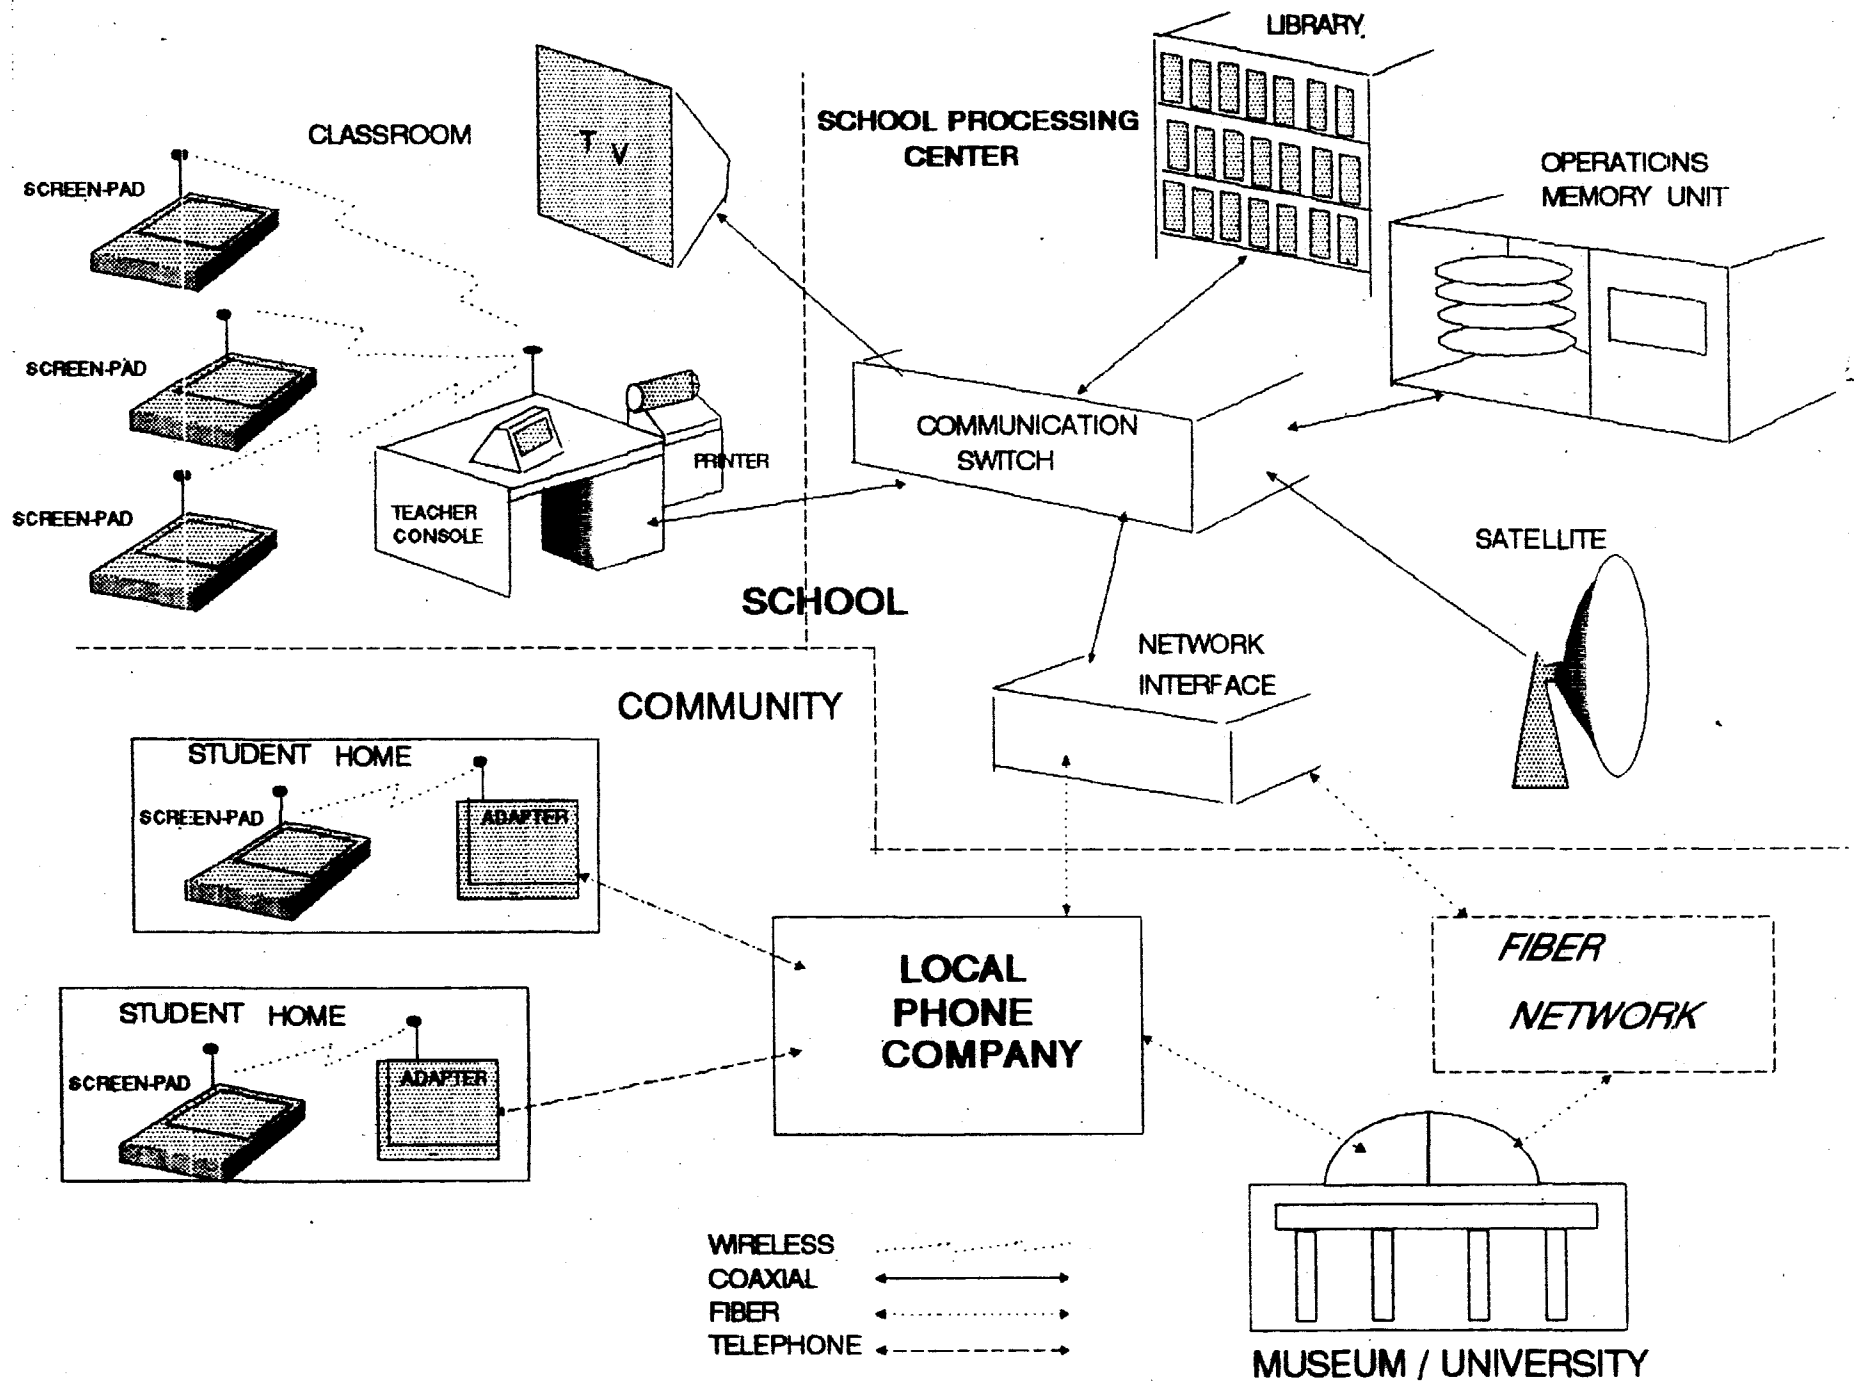 LIBRARY
CLASSROOM
SCHOOL PROCESSING
CENTER
T V
OPERATIONS
MEMORY UNIT
SCREEN-PAD
SCREEN-PAD
SCREEN-PAD
COMMUNICATION
SWITCH
PRINTER
TEACHER
CONSOLE
SATELLITE
SCHOOL
NETWORK
INTERFACE
COMMUNITY
STUDENT HOME
SCREEN-PAD
ADAPTER
LOCAL
PHONE
COMPANY
FIBER
NETWORK
STUDENT HOME
SCREEN-PAD
ADAPTER
WIRELESS
COAXIAL
FIBER
TELEPHONE
MUSEUM / UNIVERSITY